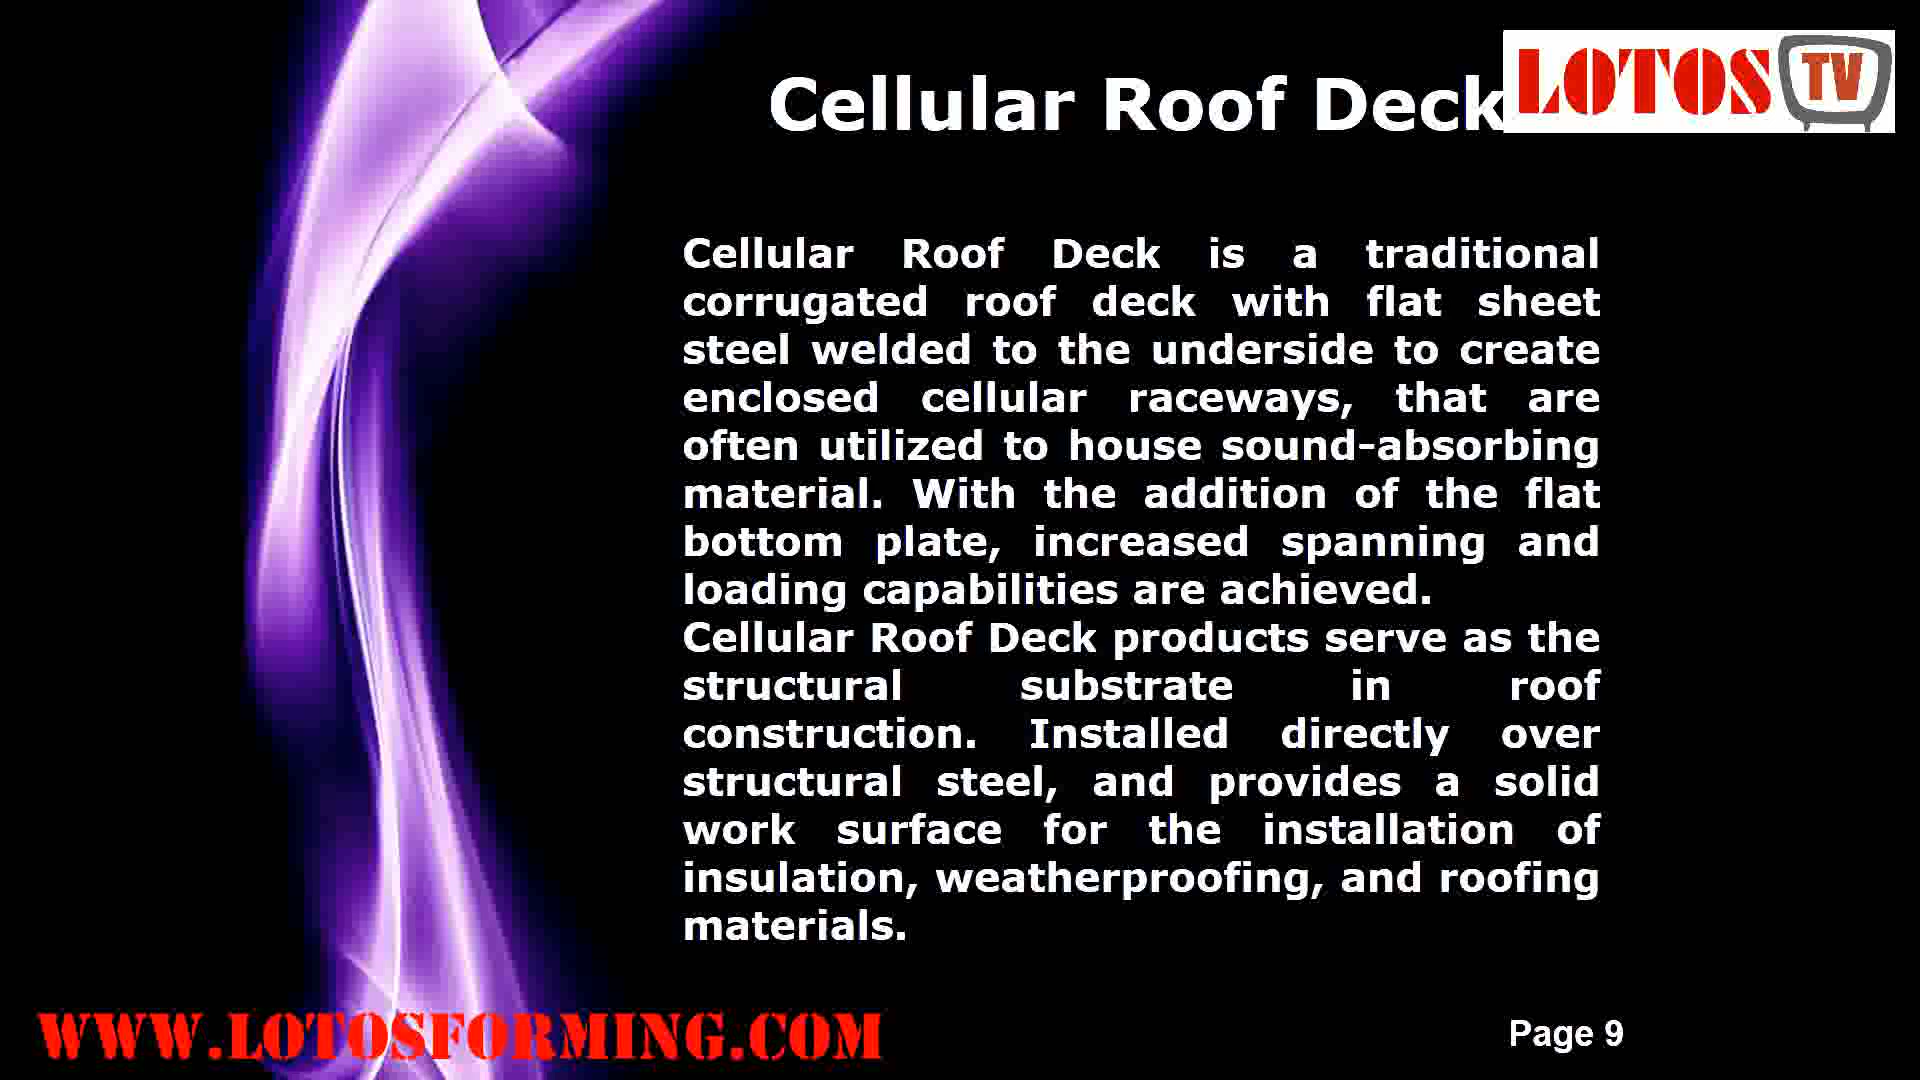 Cellular Roof Deck
LOTOS TV
Cellular Roof Deck is a traditional
corrugated roof deck with flat sheet
steel welded to the underside to create
enclosed cellular raceways, that are
often utilized to house sound-absorbing
material. With the addition of the flat
bottom plate, increased spanning and
loading capabilities are achieved.
Cellular Roof Deck products serve as the
structural substrate in roof
construction. Installed directly over
structural steel, and provides a solid
work surface for the installation of
insulation, weatherproofing, and roofing
materials.
WWW.LOTOSFORMING.COM
Page 9